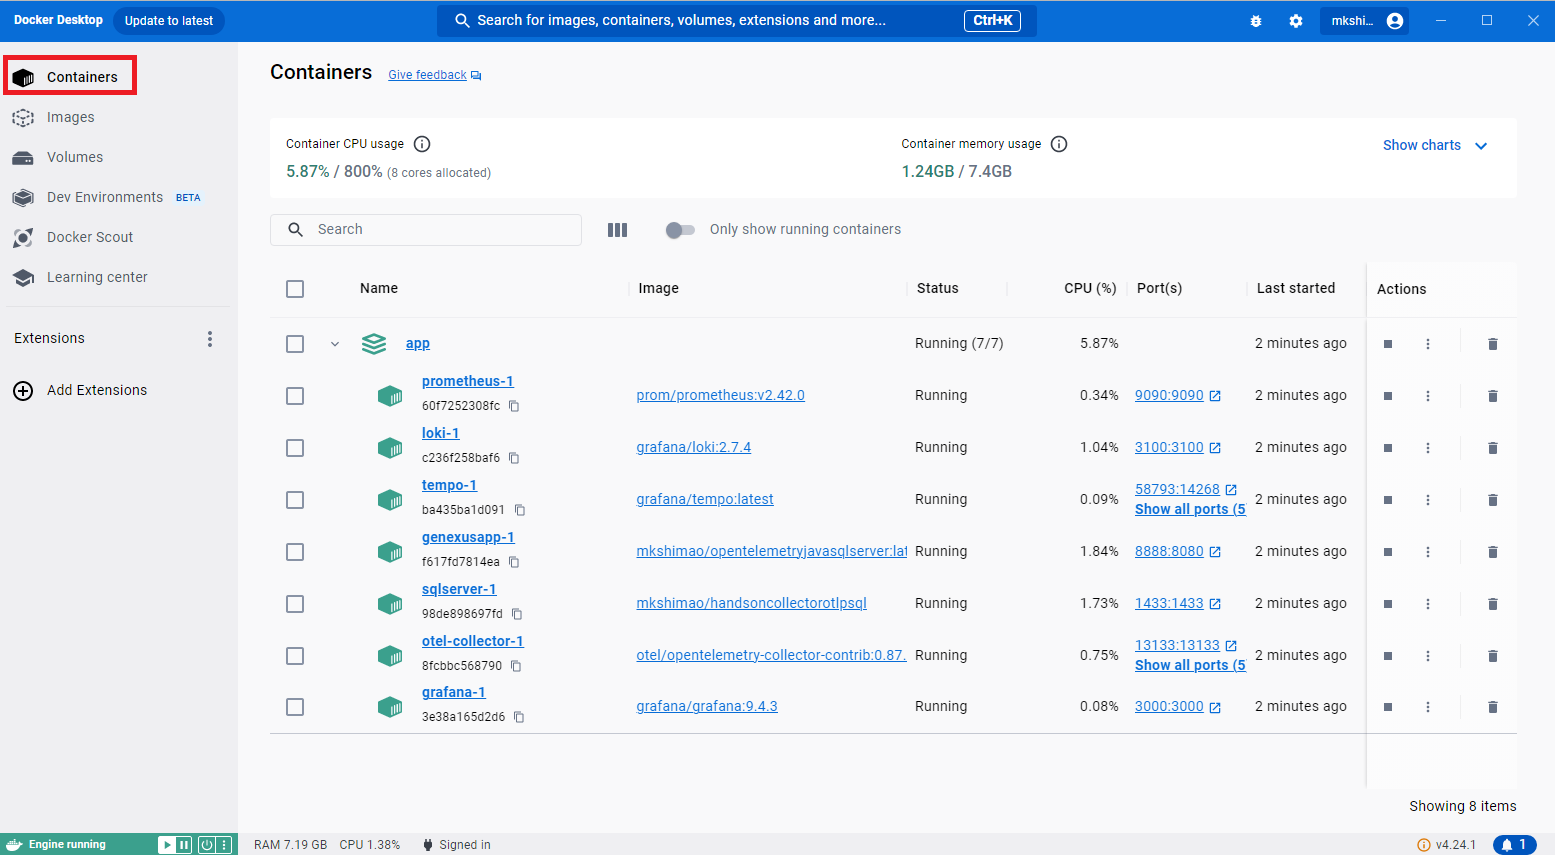 Docker Desktop Update to latest Search for images, containers, volumes, extensions and more... Ctrl+K mkshi...
Containers
Images
Volumes
Dev Environments BETA
Docker Scout
Learning center
Extensions
Add Extensions
Containers Give feedback
Container CPU usage
5.87% / 800% (8 cores allocated)
Container memory usage
1.24GB / 7.4GB
Show charts
Search
Only show running containers
Name Image Status CPU (%) Port(s) Last started Actions
app Running (7/7) 5.87% 2 minutes ago
prometheus-1
60f7252308fc
prom/prometheus:v2.42.0 Running 0.34% 9090:9090 2 minutes ago
loki-1
c236f258baf6
grafana/loki:2.7.4 Running 1.04% 3100:3100 2 minutes ago
tempo-1
ba435ba1d091
grafana/tempo:latest Running 0.09% 58793:14268
Show all ports (5
2 minutes ago
genexusapp-1
f617fd7814ea
mkshimao/opentelemetryjavasqlserver:lat Running 1.84% 8888:8080 2 minutes ago
sqlserver-1
98de898697fd
mkshimao/handsoncollectorotlpsql Running 1.73% 1433:1433 2 minutes ago
otel-collector-1
8fcbbc568790
otel/opentelemetry-collector-contrib:0.87. Running 0.75% 13133:13133
Show all ports (5
2 minutes ago
grafana-1
3e38a165d2d6
grafana/grafana:9.4.3 Running 0.08% 3000:3000 2 minutes ago
Showing 8 items
Engine running RAM 7.19 GB CPU 1.38% Signed in v4.24.1 1